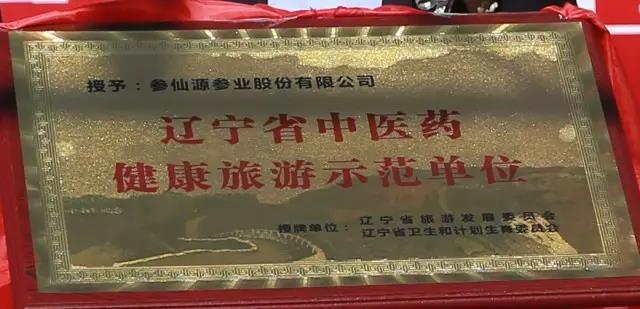 授予：参仙源参业股份有限公司
辽宁省中医药
健康旅游示范单位
授牌单位：辽宁省旅游发展委员会
辽宁省卫生和计划生育委员会